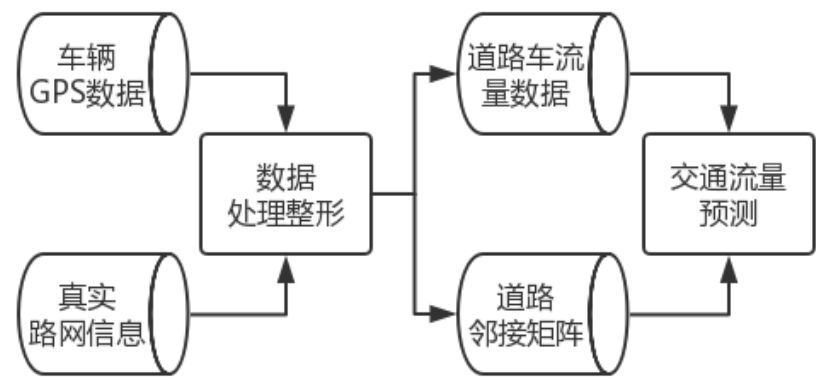 车辆
GPS数据
真实
路网信息
数据
处理整形
道路车流
量数据
道路
邻接矩阵
交通流量
预测